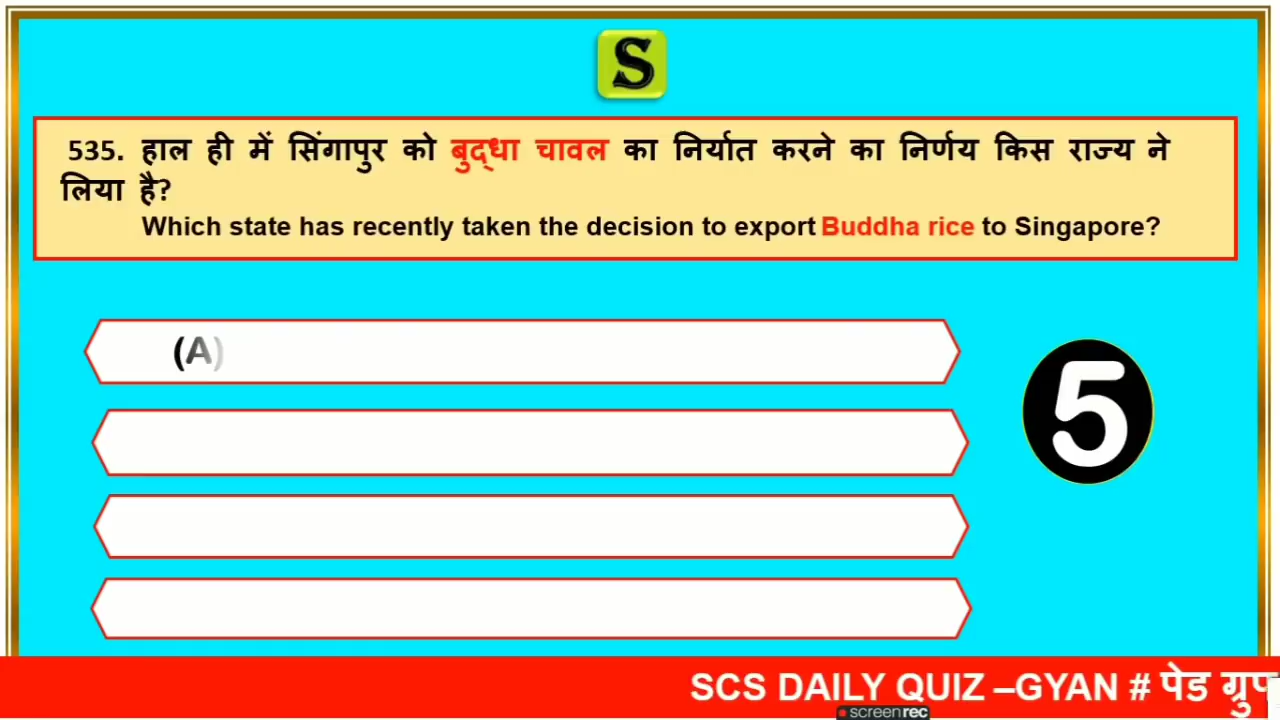 S
535. हाल ही में सिंगापुर को बुद्धा चावल का निर्यात करने का निर्णय किस राज्य ने
लिया है?
Which state has recently taken the decision to export Buddha rice to Singapore?
(A)
5
SCS DAILY QUIZ –GYAN # पेड ग्रुप
screenrec